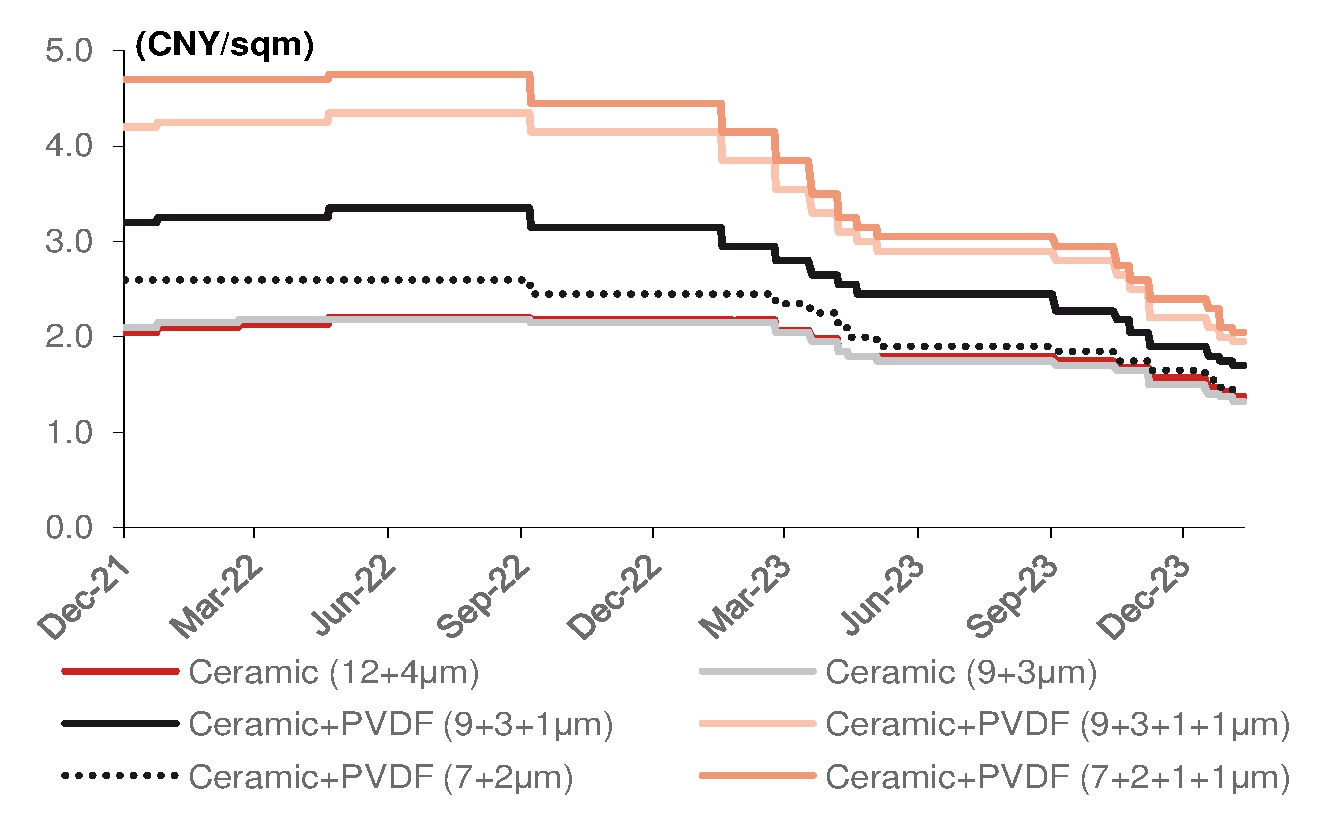 (CNY/sqm)
5.0
4.0
3.0
2.0
1.0
0.0
Dec-21
Mar-22
Jun-22
Sep-22
Dec-22
Mar-23
Jun-23
Sep-23
Dec-23
Ceramic (12+4µm)
Ceramic (9+3µm)
Ceramic+PVDF (9+3+1µm)
Ceramic+PVDF (9+3+1+1µm)
Ceramic+PVDF (7+2µm)
Ceramic+PVDF (7+2+1+1µm)